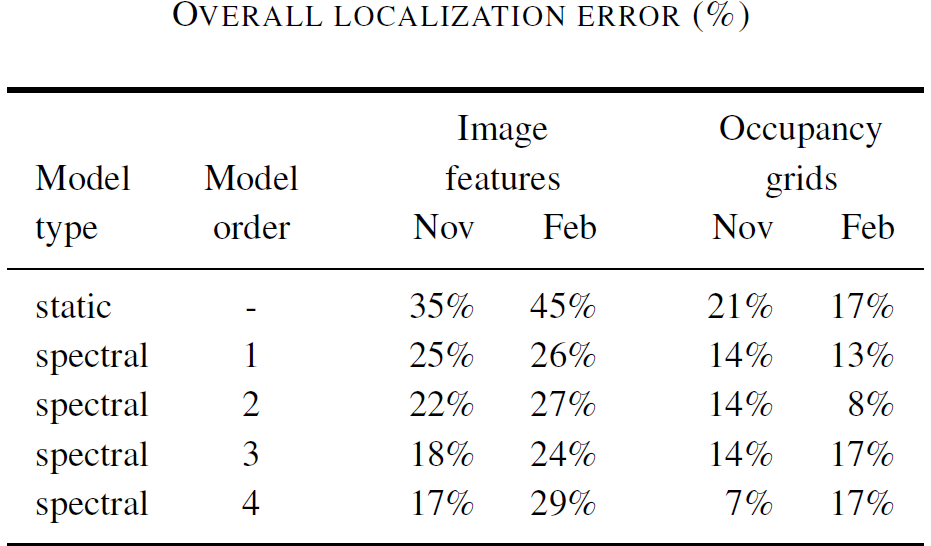 OVERALL LOCALIZATION ERROR (%)
Image Occupancy
Model Model features grids
type order Nov Feb Nov Feb
static - 35% 45% 21% 17%
spectral 1 25% 26% 14% 13%
spectral 2 22% 27% 14% 8%
spectral 3 18% 24% 14% 17%
spectral 4 17% 29% 7% 17%